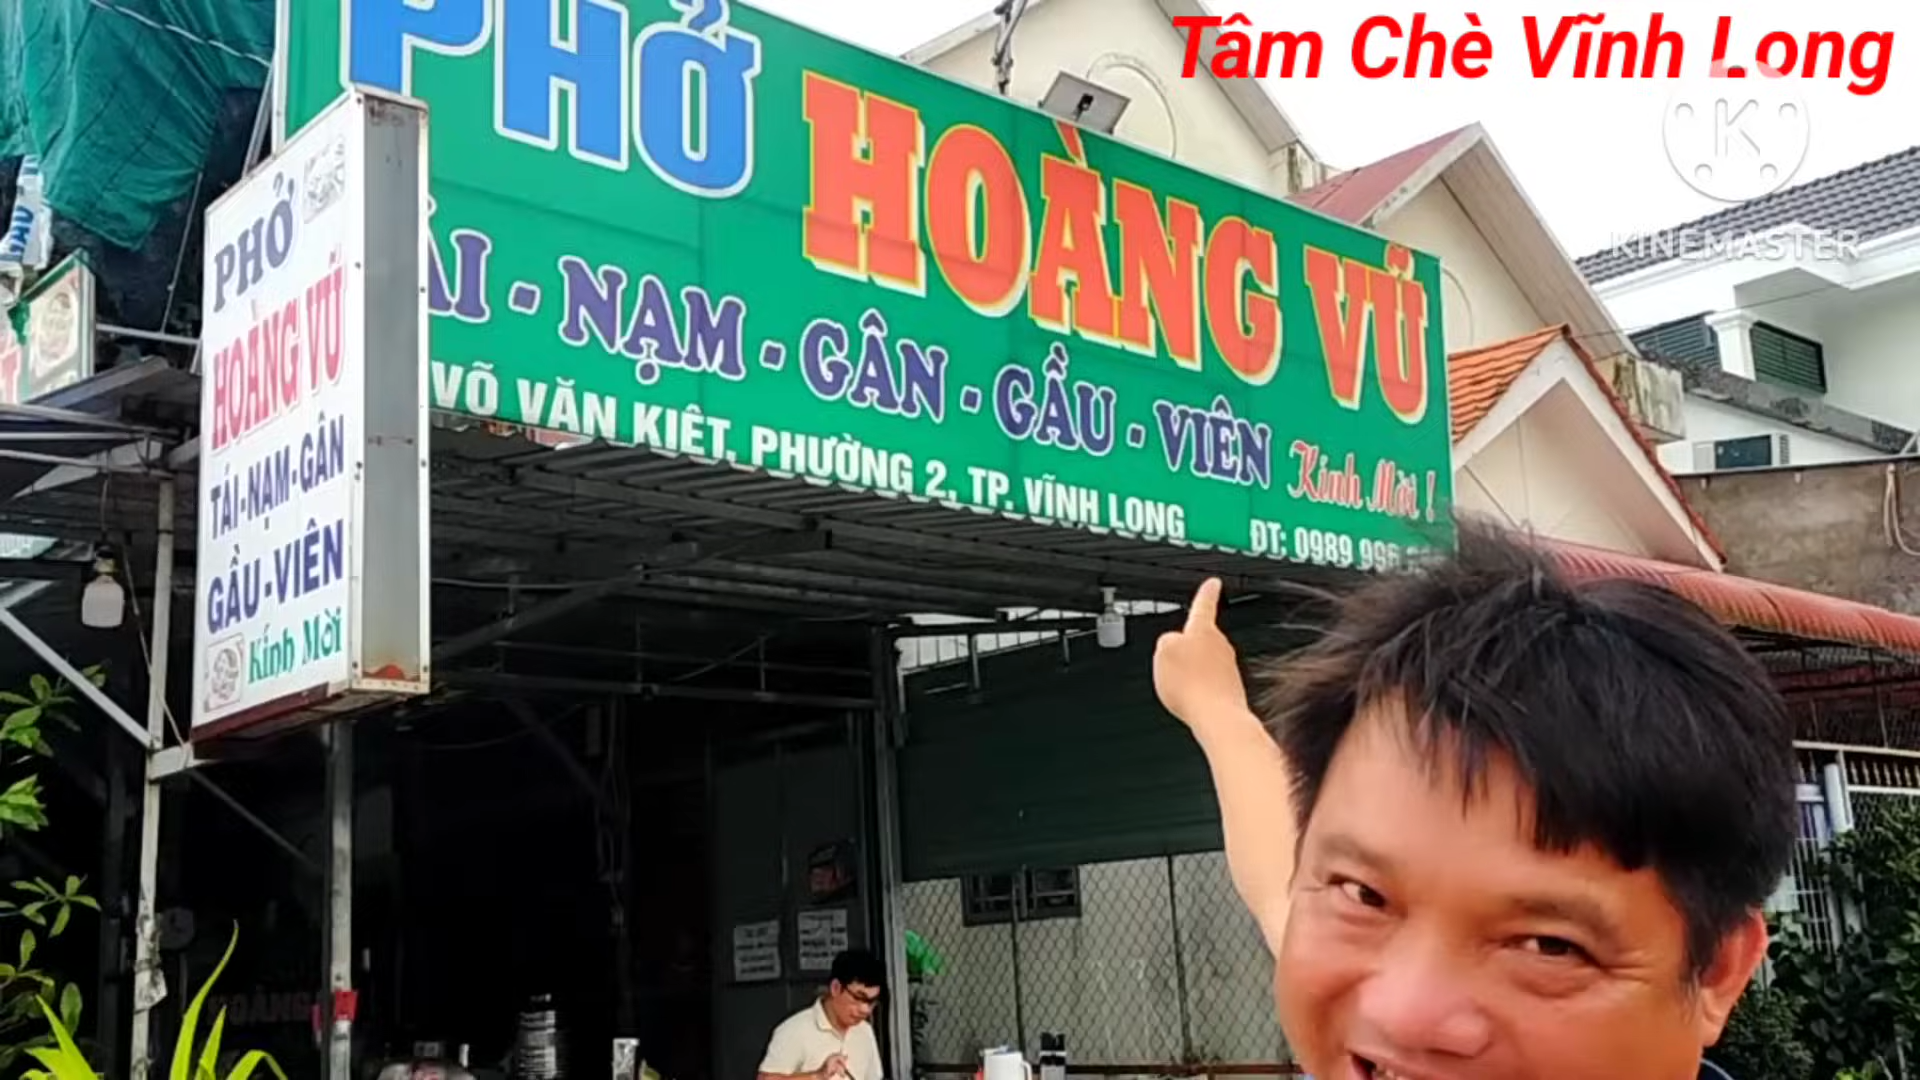 Tâm Chè Vĩnh Long
KINEMASTER
PHỞ
HOÀNG VŨ
NẠM - GÂN - GẦU - VIÊN
Kính Mời !
VÕ VĂN KIỆT, PHƯỜNG 2, TP. VĨNH LONG
ĐT: 0989 996
PHỞ
HOÀNG VŨ
TÁI-NẠM-GÂN
GẦU-VIÊN
Kính Mời